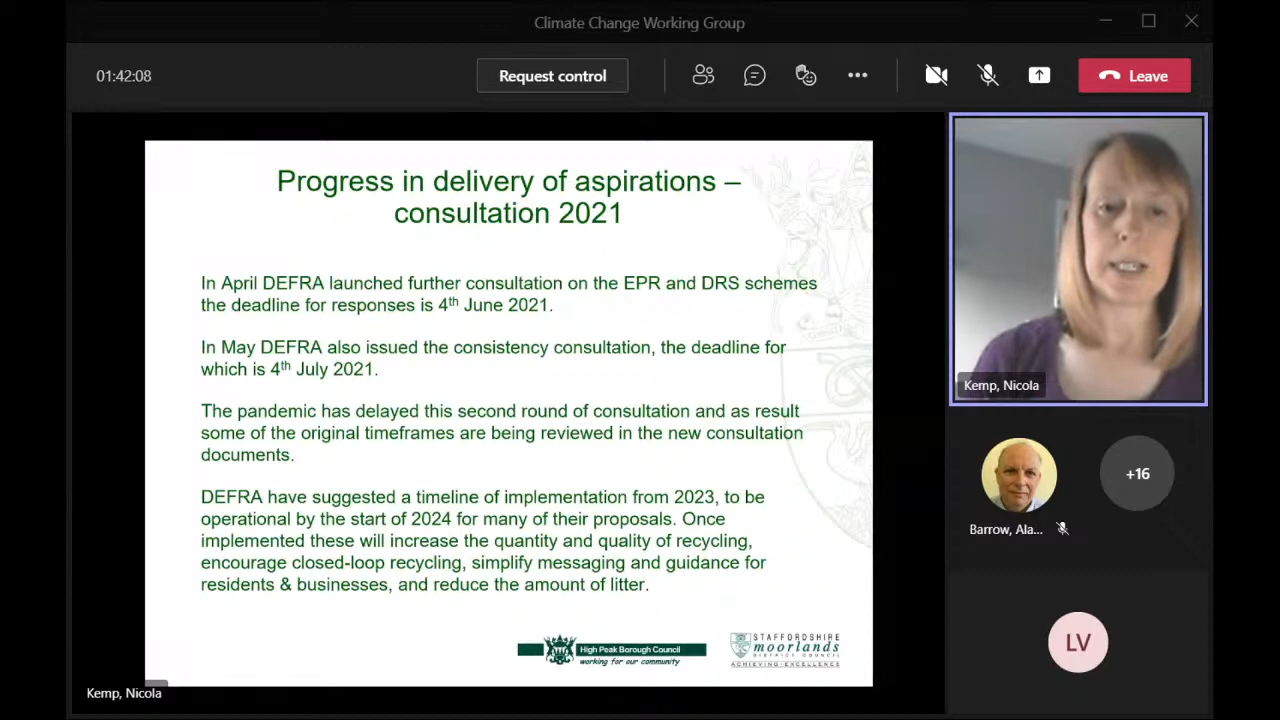 Climate Change Working Group
01:42:08
Request control
Leave
Progress in delivery of aspirations –
consultation 2021
In April DEFRA launched further consultation on the EPR and DRS schemes
the deadline for responses is 4th June 2021.
In May DEFRA also issued the consistency consultation, the deadline for
which is 4th July 2021.
The pandemic has delayed this second round of consultation and as result
some of the original timeframes are being reviewed in the new consultation
documents.
DEFRA have suggested a timeline of implementation from 2023, to be
operational by the start of 2024 for many of their proposals. Once
implemented these will increase the quantity and quality of recycling,
encourage closed-loop recycling, simplify messaging and guidance for
residents & businesses, and reduce the amount of litter.
High Peak Borough Council
working for our community
STAFFORDSHIRE
moorlands
DISTRICT COUNCIL
ACHIEVING·EXCELLENCE
Kemp, Nicola
Kemp, Nicola
+16
Barrow, Ala...
LV